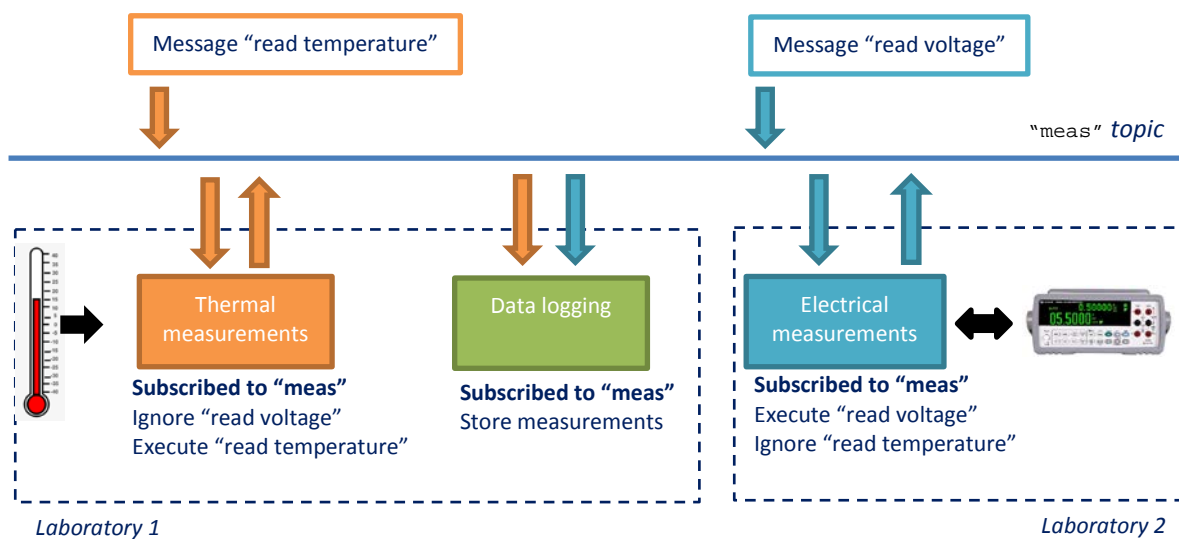 Message “read temperature”
Message “read voltage”
“meas” topic
Thermal
measurements
Data logging
Electrical
measurements
Subscribed to “meas”
Ignore “read voltage”
Execute “read temperature”
Subscribed to “meas”
Store measurements
Subscribed to “meas”
Execute “read voltage”
Ignore “read temperature”
Laboratory 1
Laboratory 2